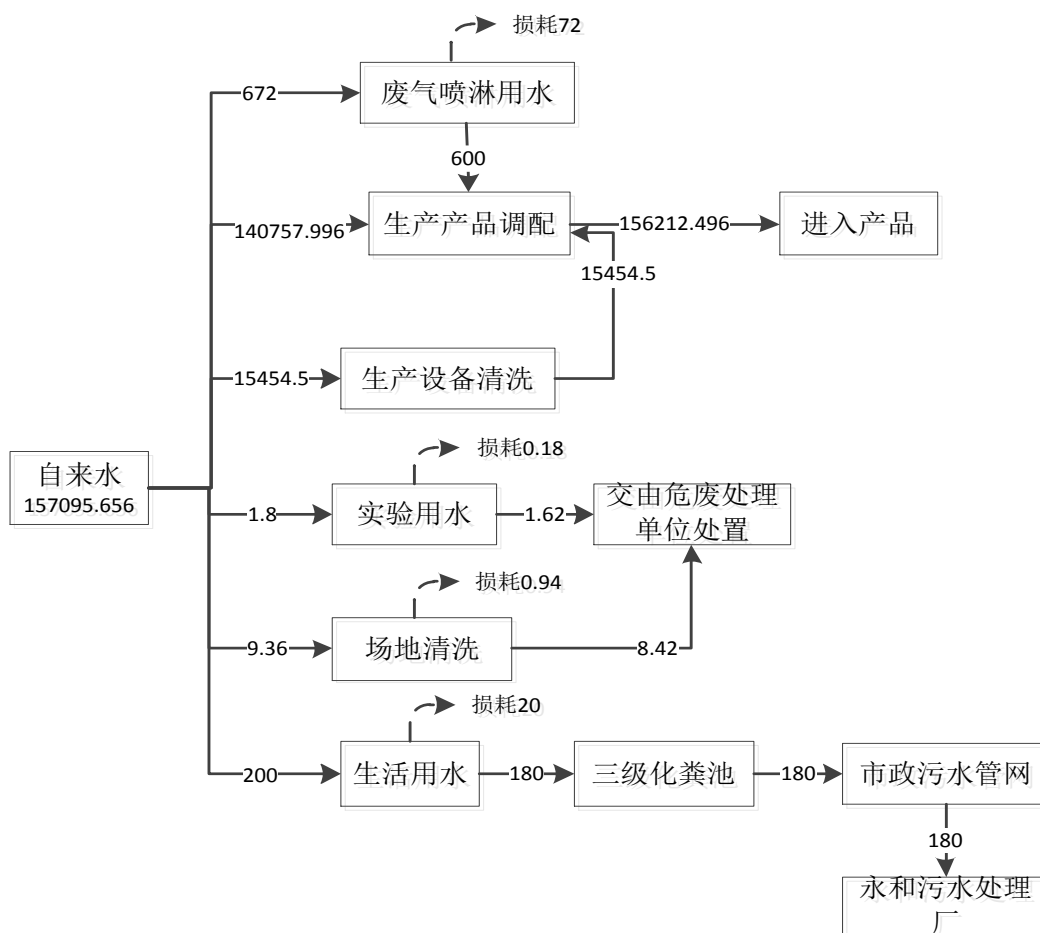 损耗72
672
废气喷淋用水
600
140757.996
生产产品调配
156212.496
进入产品
15454.5
15454.5
生产设备清洗
自来水
157095.656
损耗0.18
1.8
实验用水
1.62
交由危废处理
单位处置
损耗0.94
9.36
场地清洗
8.42
损耗20
200
生活用水
180
三级化粪池
180
市政污水管网
180
永和污水处理
厂